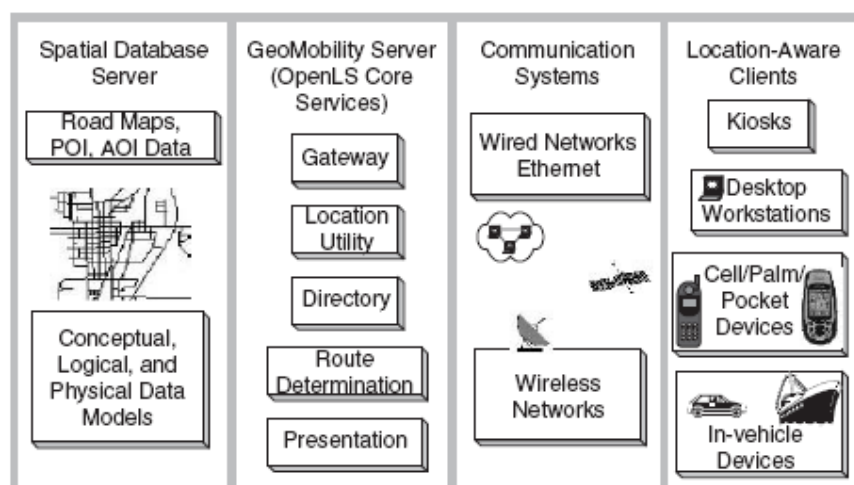 Spatial Database
Server
Road Maps,
POI, AOI Data
Conceptual,
Logical, and
Physical Data
Models
GeoMobility Server
(OpenLS Core
Services)
Gateway
Location
Utility
Directory
Route
Determination
Presentation
Communication
Systems
Wired Networks
Ethernet
Wireless
Networks
Location-Aware
Clients
Kiosks
Desktop
Workstations
Cell/Palm/
Pocket
Devices
In-vehicle
Devices